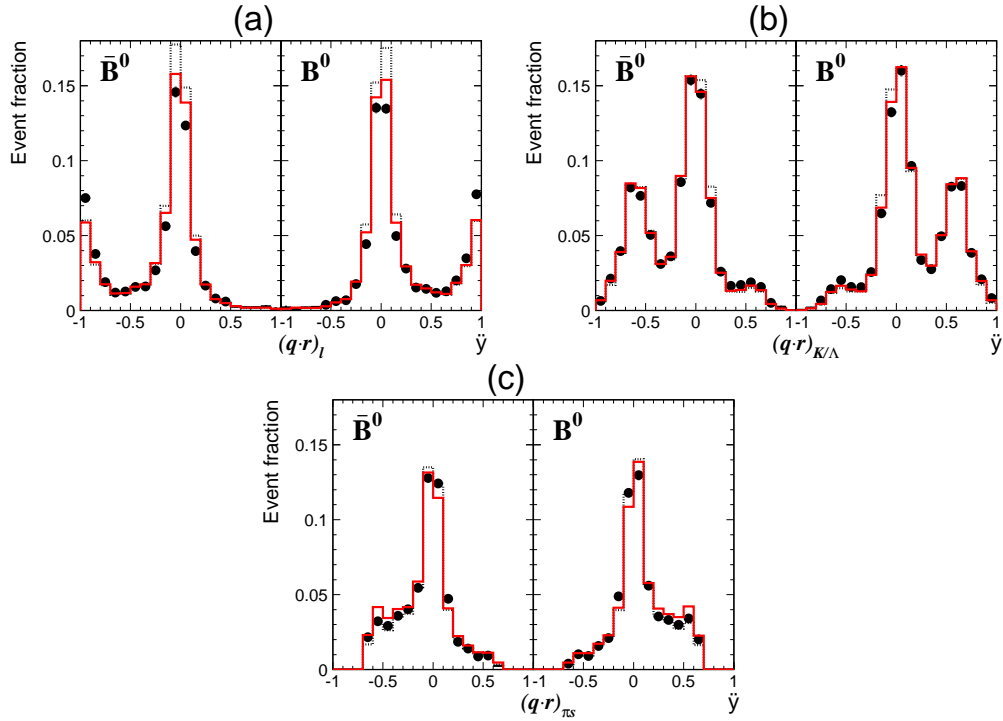 (a)
Event fraction
B̄⁰
B⁰
0.15
0.1
0.05
0
-1 -0.5 0 0.5 1-1 -0.5 0 0.5 1
(q·r)l
ÿ
(b)
Event fraction
B̄⁰
B⁰
0.15
0.1
0.05
0
-1 -0.5 0 0.5 1-1 -0.5 0 0.5 1
(q·r)K/Λ
ÿ
(c)
Event fraction
B̄⁰
B⁰
0.15
0.1
0.05
0
-1 -0.5 0 0.5 1-1 -0.5 0 0.5 1
(q·r)πs
ÿ